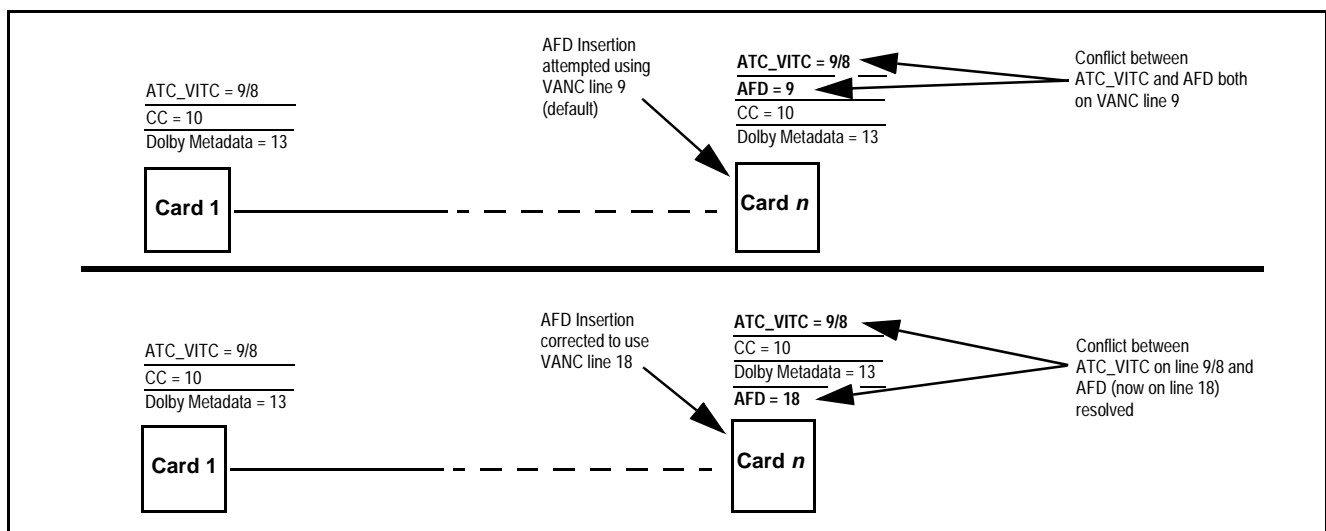 ATC_VITC = 9/8
CC = 10
Dolby Metadata = 13
Card 1
AFD Insertion
attempted using
VANC line 9
(default)
ATC_VITC = 9/8
AFD = 9
CC = 10
Dolby Metadata = 13
Card n
Conflict between
ATC_VITC and AFD both
on VANC line 9
ATC_VITC = 9/8
CC = 10
Dolby Metadata = 13
Card 1
AFD Insertion
corrected to use
VANC line 18
ATC_VITC = 9/8
CC = 10
Dolby Metadata = 13
AFD = 18
Card n
Conflict between
ATC_VITC on line 9/8 and
AFD (now on line 18)
resolved